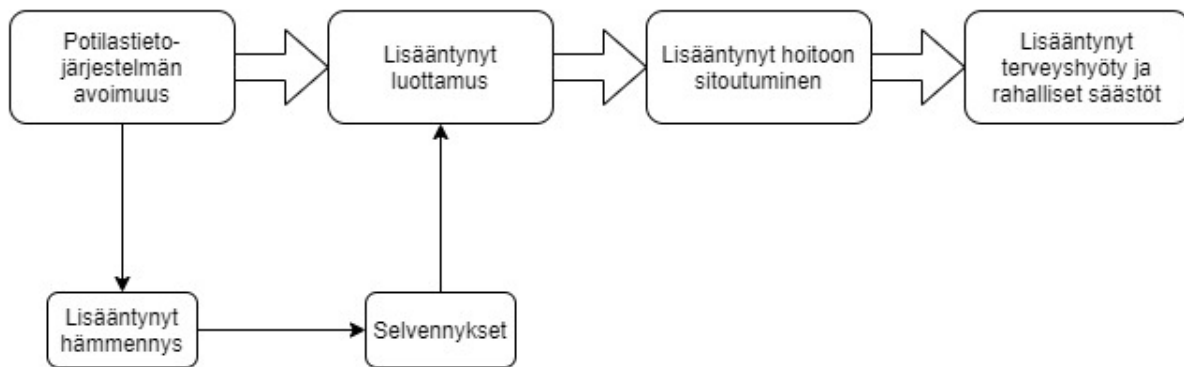 Potilastieto-
järjestelmän
avoimuus
Lisääntynyt
luottamus
Lisääntynyt hoitoon
sitoutuminen
Lisääntynyt
terveyshyöty ja
rahalliset säästöt
Lisääntynyt
hämmennys
Selvennykset